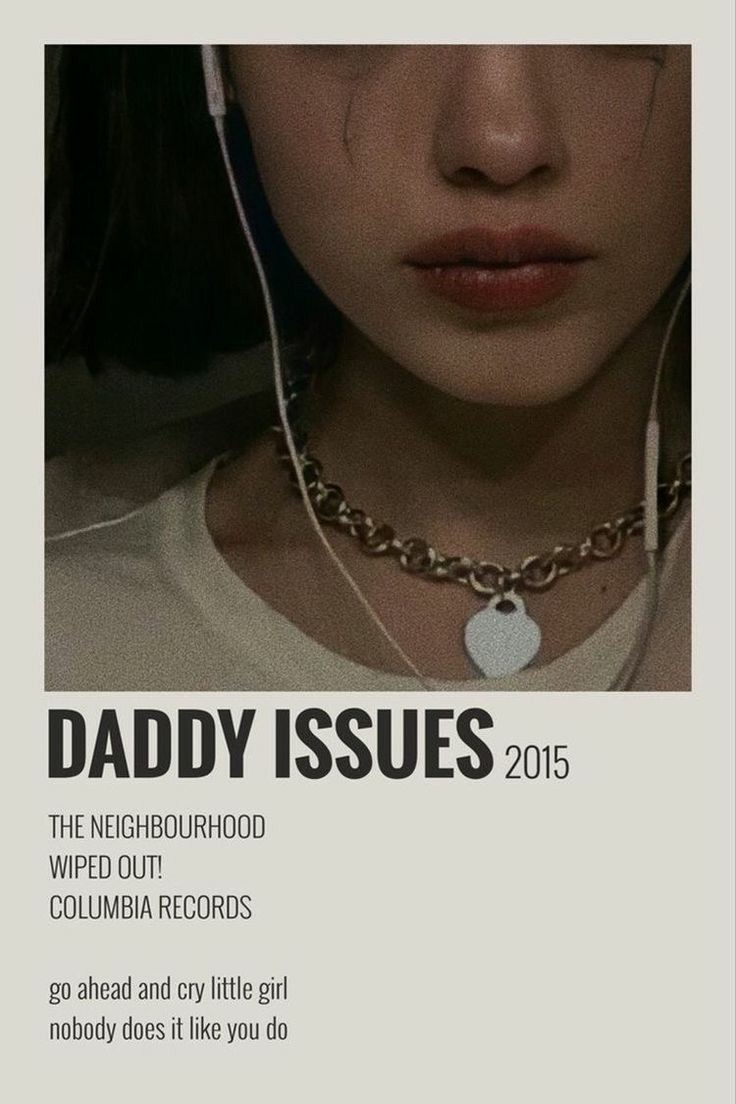 DADDY ISSUES 2015
THE NEIGHBOURHOOD
WIPED OUT!
COLUMBIA RECORDS
go ahead and cry little girl
nobody does it like you do